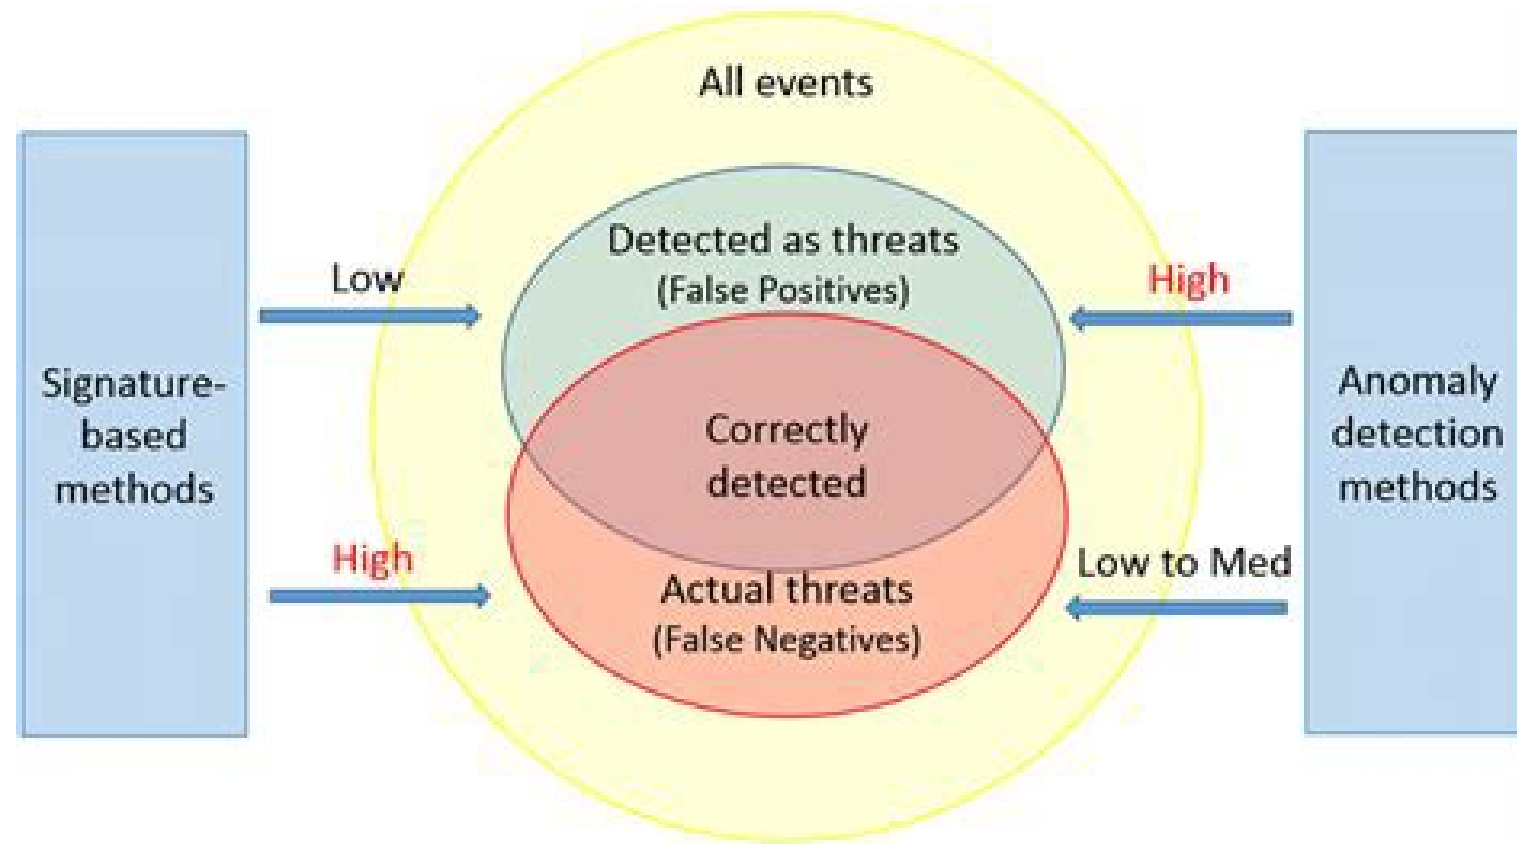 All events
Detected as threats
(False Positives)
Low
High
Signature-
based
methods
Correctly
detected
Anomaly
detection
methods
High
Low to Med
Actual threats
(False Negatives)